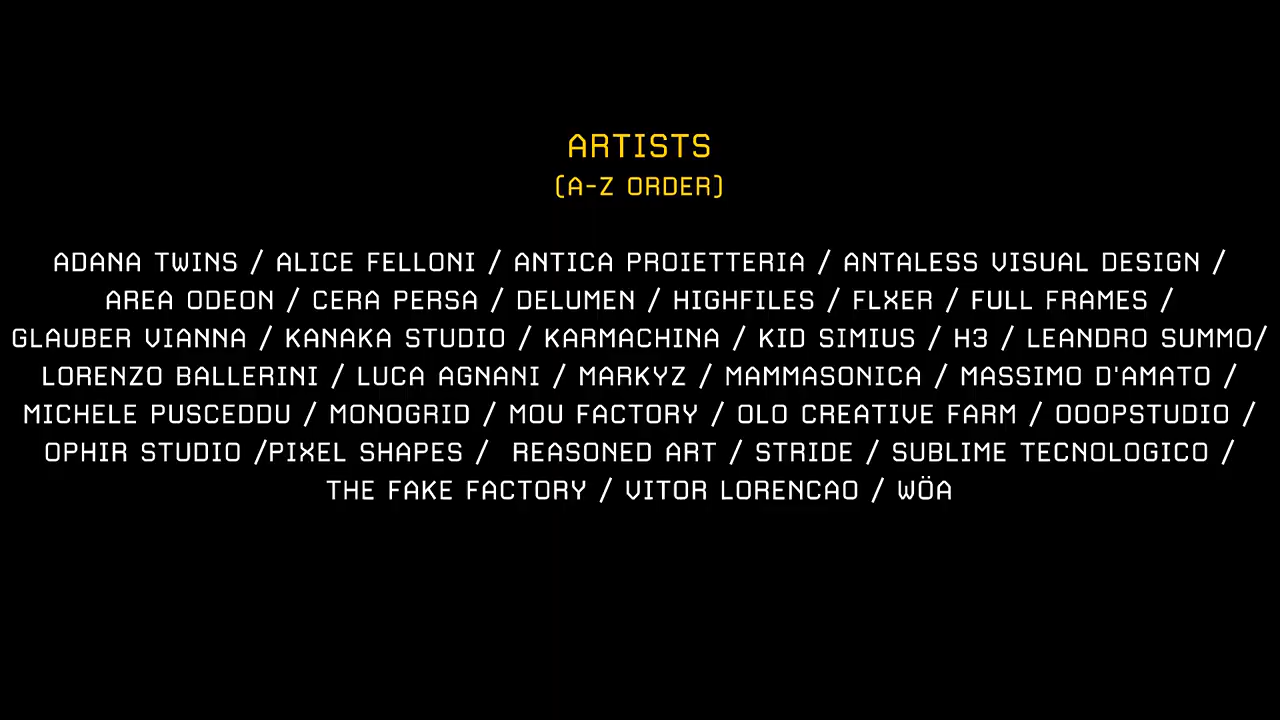 ARTISTS
(A-Z ORDER)
ADANA TWINS / ALICE FELLONI / ANTICA PROIETTERIA / ANTALESS VISUAL DESIGN /
AREA ODEON / CERA PERSA / DELUMEN / HIGHFILES / FLXER / FULL FRAMES /
GLAUBER VIANNA / KANAKA STUDIO / KARMACHINA / KID SIMIUS / H3 / LEANDRO SUMMO/
LORENZO BALLERINI / LUCA AGNANI / MARKYZ / MAMMASONICA / MASSIMO D'AMATO /
MICHELE PUSCEDDU / MONOGRID / MOU FACTORY / OLO CREATIVE FARM / OOOPSTUDIO /
OPHIR STUDIO /PIXEL SHAPES /  REASONED ART / STRIDE / SUBLIME TECNOLOGICO /
THE FAKE FACTORY / VITOR LORENCAO / WÖA